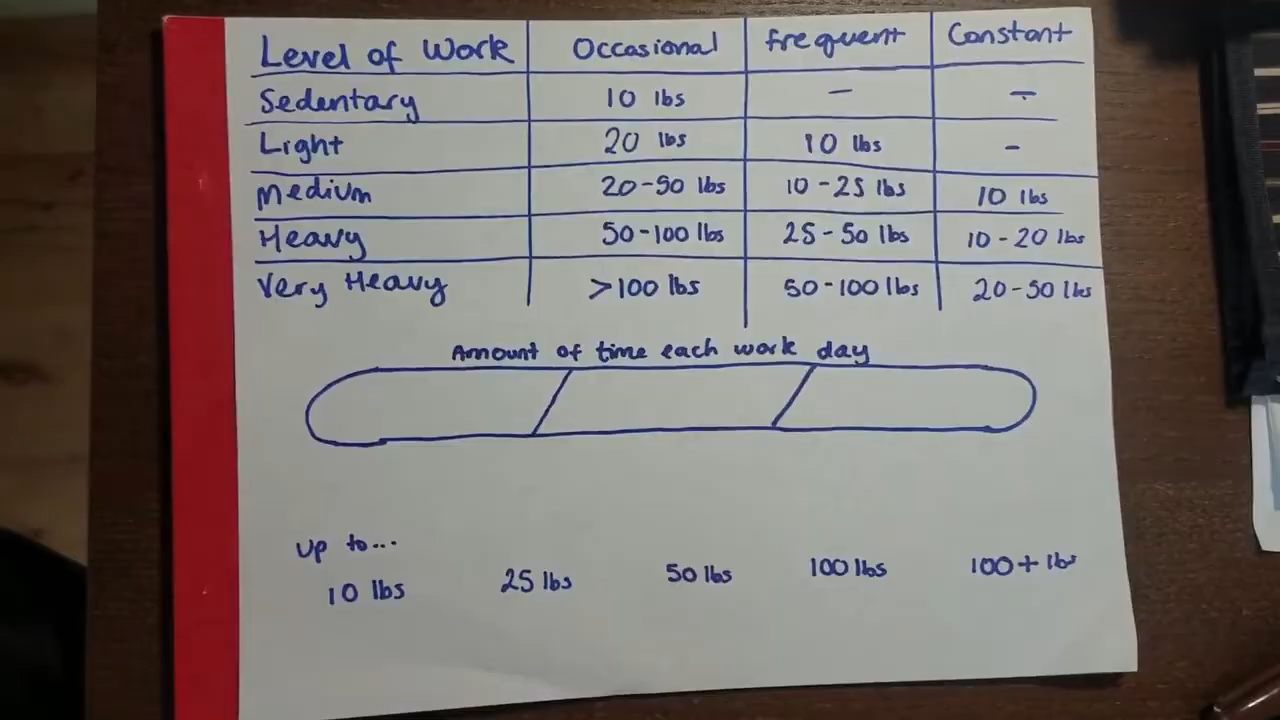 Level of Work Occasional Frequent Constant
Sedentary 10 lbs — —
Light 20 lbs 10 lbs -
Medium 20-50 lbs 10-25 lbs 10 lbs
Heavy 50-100 lbs 25-50 lbs 10-20 lbs
Very Heavy >100 lbs 50-100 lbs 20-50 lbs
Amount of time each work day
up to...
10 lbs 25 lbs 50 lbs 100 lbs 100+ lbs